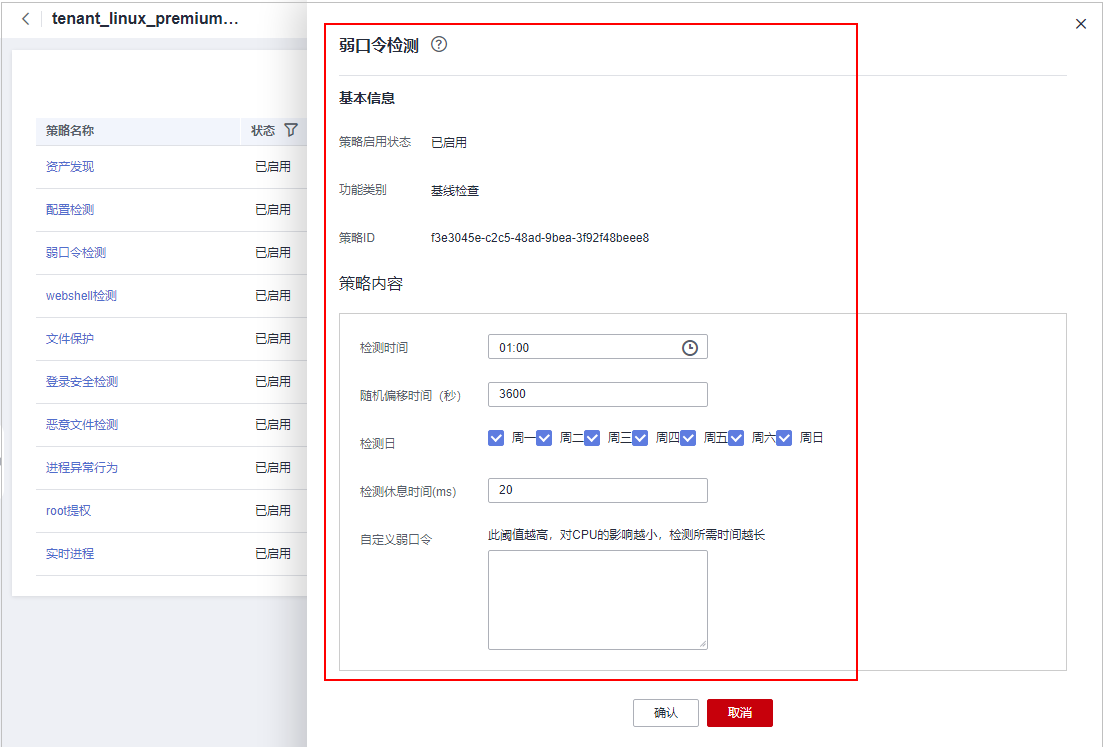 tenant_linux_premium...
策略名称 状态
资产发现 已启用
配置检测 已启用
弱口令检测 已启用
webshell检测 已启用
文件保护 已启用
登录安全检测 已启用
恶意文件检测 已启用
进程异常行为 已启用
root提权 已启用
实时进程 已启用
弱口令检测 ?
基本信息
策略启用状态 已启用
功能类别 基线检查
策略ID f3e3045e-c2c5-48ad-9bea-3f92f48beee8
策略内容
检测时间 01:00
随机偏移时间（秒） 3600
检测日 周一 周二 周三 周四 周五 周六 周日
检测休息时间(ms) 20
自定义弱口令 此阈值越高，对CPU的影响越小，检测所需时间越长
确认 取消